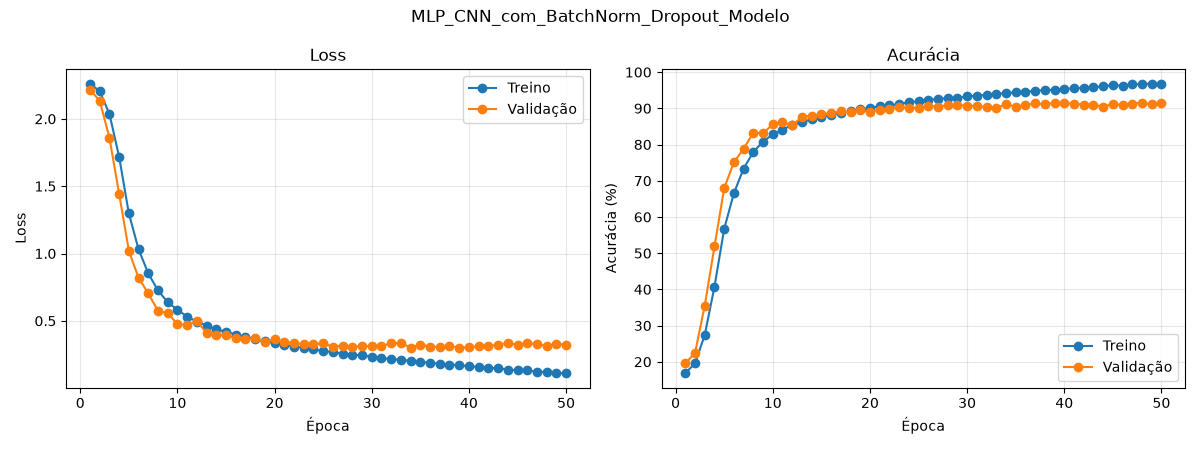 MLP_CNN_com_BatchNorm_Dropout_Modelo
Loss
Treino
Validação
2.0
1.5
1.0
0.5
Loss
0 10 20 30 40 50
Época
Acurácia
100
90
80
70
60
50
40
30
20
Acurácia (%)
Treino
Validação
0 10 20 30 40 50
Época